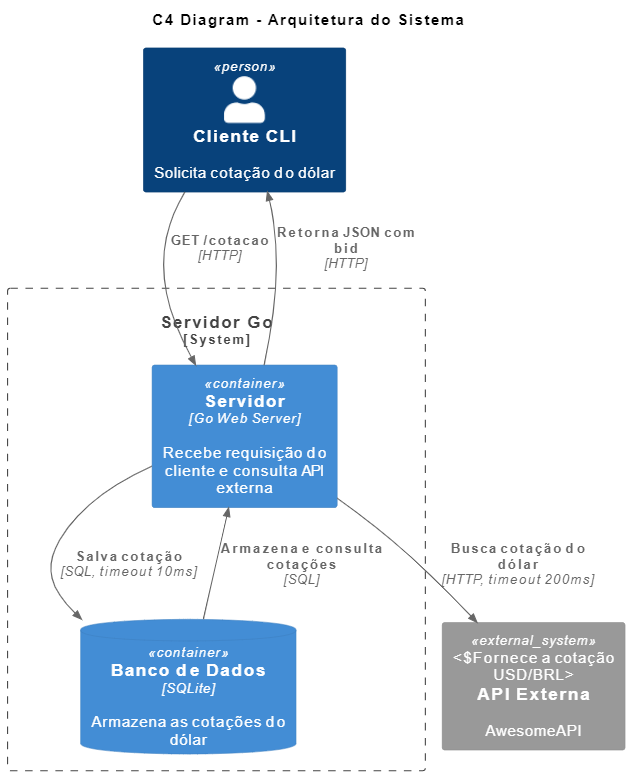 C4 Diagram - Arquitetura do Sistema
«person»
Cliente CLI
Solicita cotação do dólar
GET /cotacao
[HTTP]
Retorna JSON com
bid
[HTTP]
Servidor Go
[System]
«container»
Servidor
[Go Web Server]
Recebe requisição do
cliente e consulta API
externa
Salva cotação
[SQL, timeout 10ms]
Armazena e consulta
cotações
[SQL]
Busca cotação do
dólar
[HTTP, timeout 200ms]
«container»
Banco de Dados
[SQLite]
Armazena as cotações do
dólar
«external_system»
<$Fornece a cotação
USD/BRL>
API Externa
AwesomeAPI